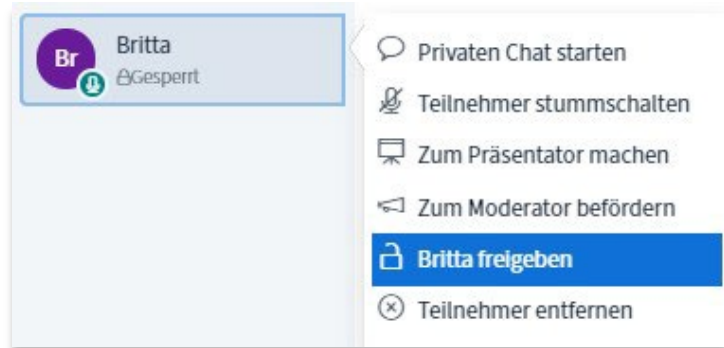 Br
Britta
Gesperrt
Privaten Chat starten
Teilnehmer stummschalten
Zum Präsentator machen
Zum Moderator befördern
Britta freigeben
Teilnehmer entfernen